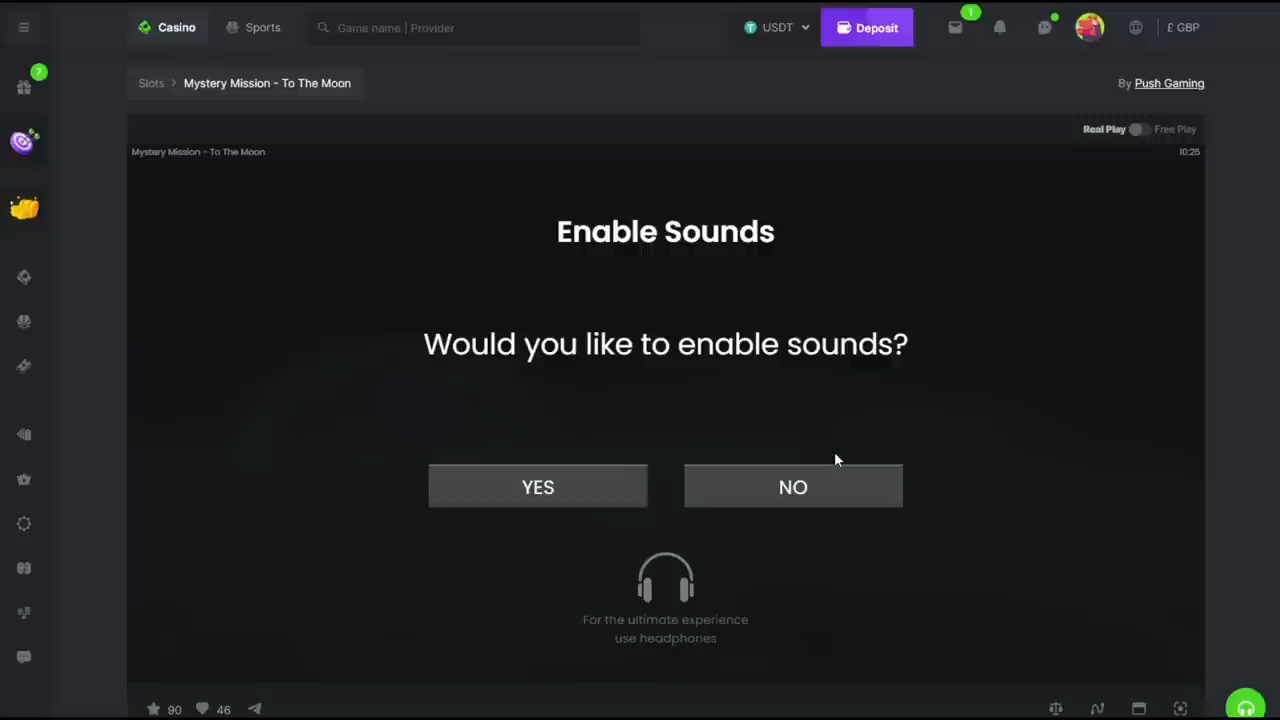 Casino
Sports
Game name | Provider
USDT
Deposit
1
£ GBP
7
Slots > Mystery Mission - To The Moon
By Push Gaming
Real Play
Free Play
Mystery Mission - To The Moon
10:25
Enable Sounds
Would you like to enable sounds?
YES
NO
For the ultimate experience
use headphones
90
46